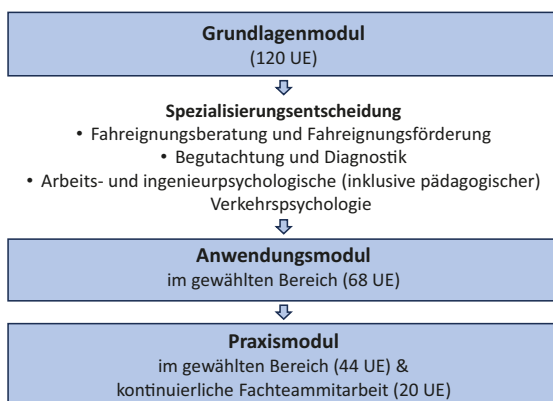 Grundlagenmodul
(120 UE)
Spezialisierungsentscheidung
• Fahreignungsberatung und Fahreignungsförderung
• Begutachtung und Diagnostik
• Arbeits- und ingenieurpsychologische (inklusive pädagogischer)
Verkehrspsychologie
Anwendungsmodul
im gewählten Bereich (68 UE)
Praxismodul
im gewählten Bereich (44 UE) &
kontinuierliche Fachteammitarbeit (20 UE)